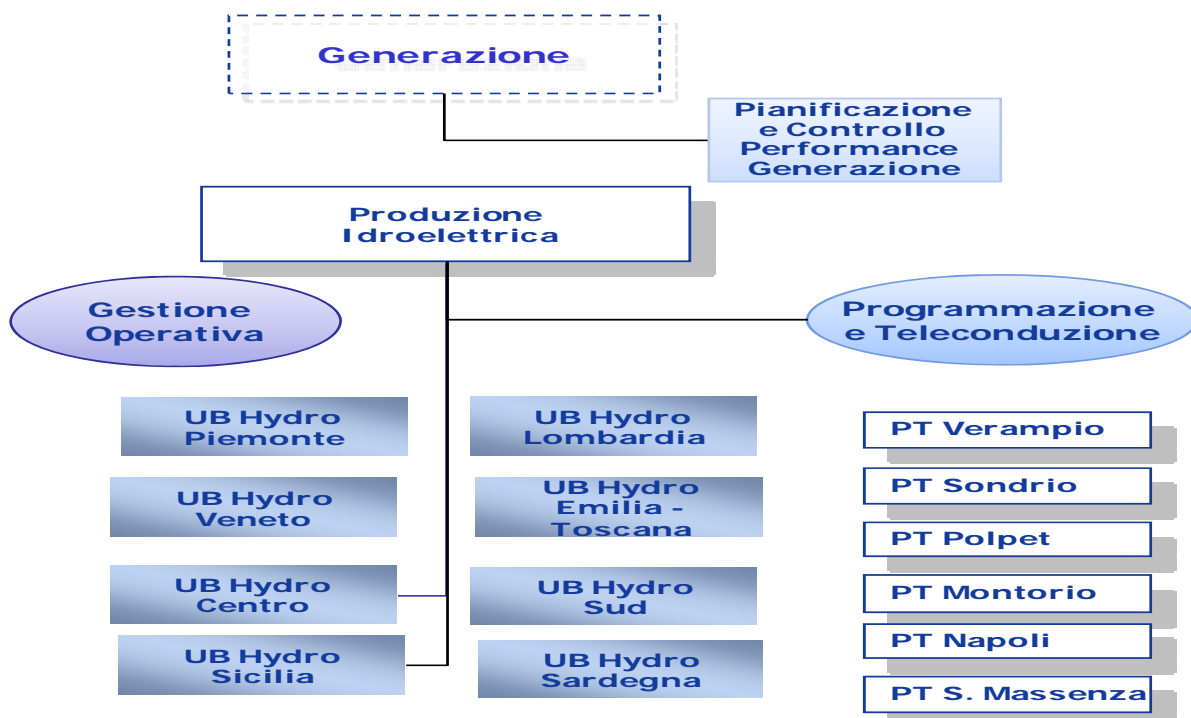 Generazione
Pianificazione
e Controllo
Performance
Generazione
Produzione
Idroelettrica
Gestione
Operativa
Programmazione
e Teleconduzione
UB Hydro
Piemonte
UB Hydro
Lombardia
PT Verampio
UB Hydro
Veneto
UB Hydro
Emilia -
Toscana
PT Sondrio
PT Polpet
UB Hydro
Centro
UB Hydro
Sud
PT Montorio
PT Napoli
UB Hydro
Sicilia
UB Hydro
Sardegna
PT S. Massenza